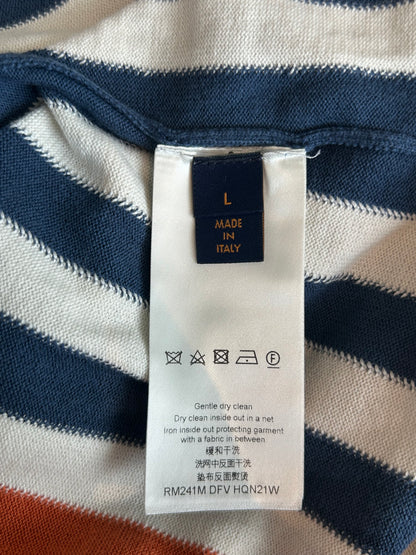 L
MADE
IN
ITALY
F
Gentle dry clean
Dry clean inside out in a net
Iron inside out protecting garment
with a fabric in between
缓和干洗
洗网中反面干洗
垫布反面熨烫
RM241M DFV HQN21W